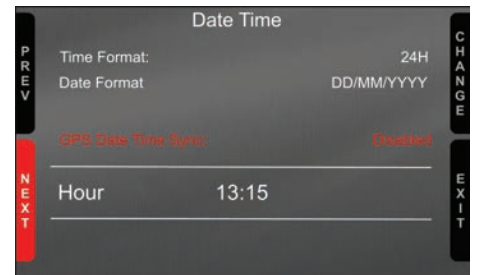 Date Time
PREV
CHANGE
Time Format: 24H
Date Format DD/MM/YYYY
GPS Date Time Sync: Disabled
NEXT
EXIT
Hour 13:15